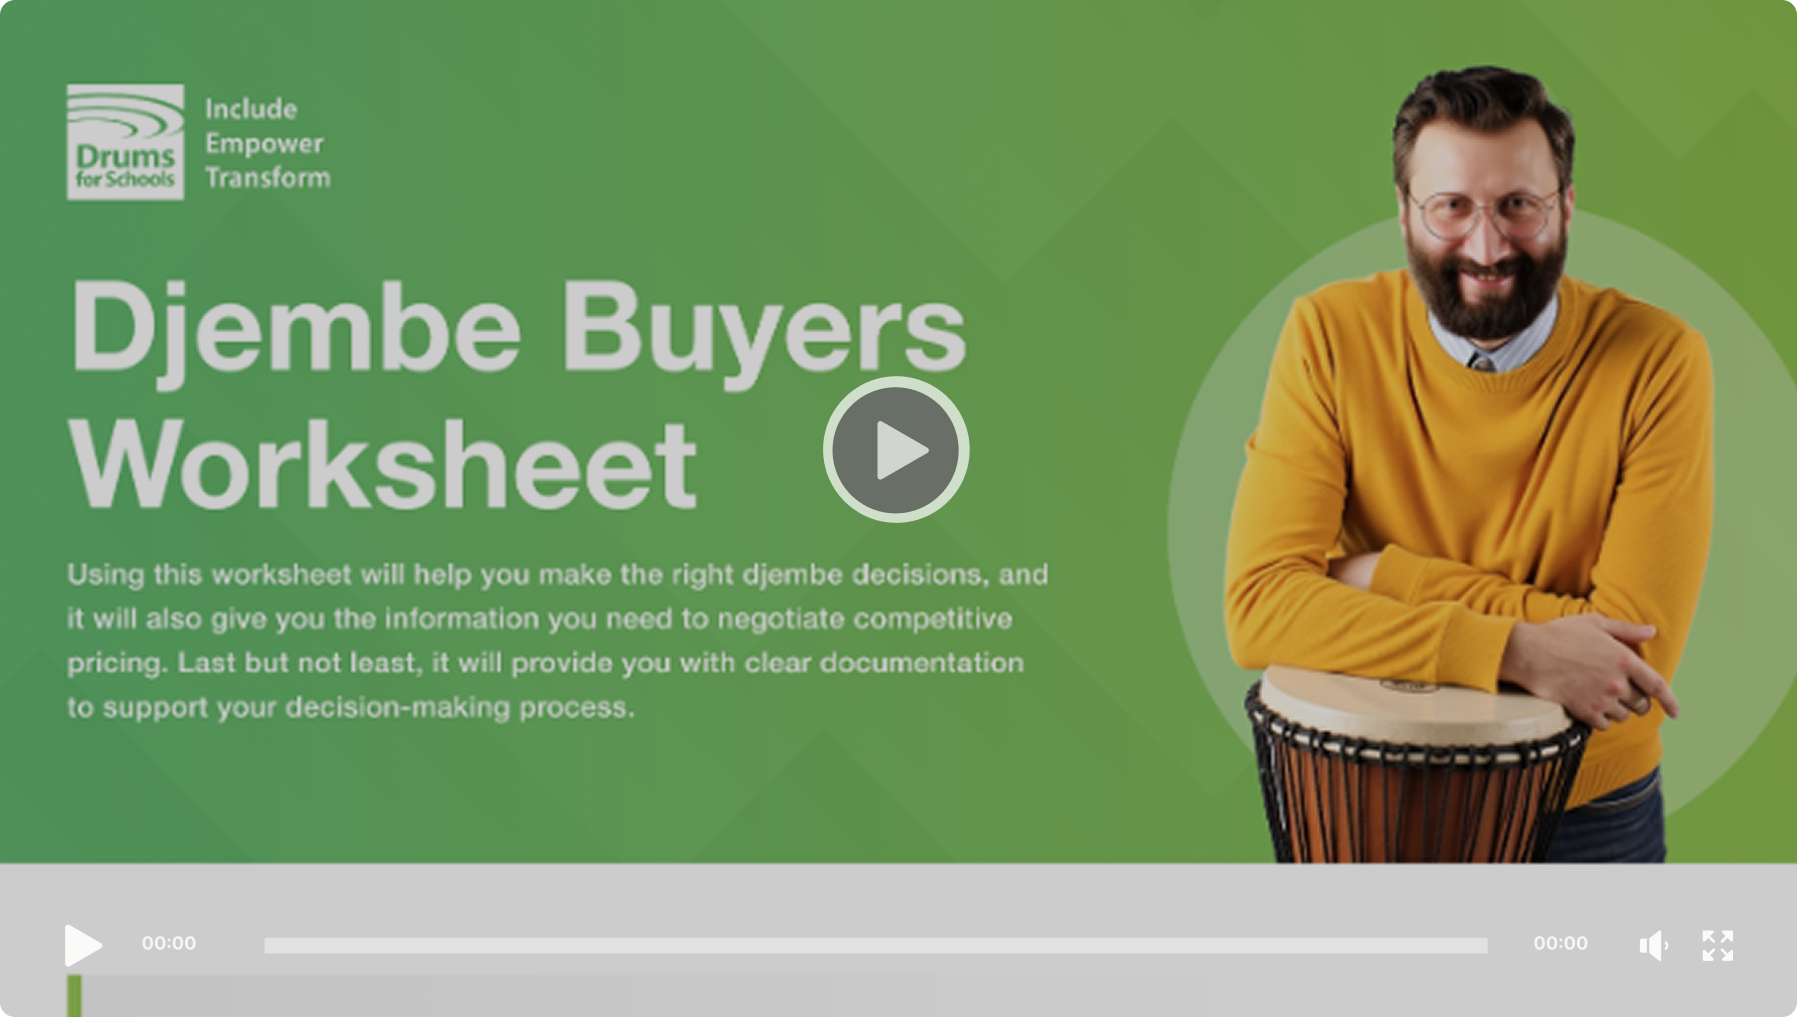 Drums
for Schools
Include
Empower
Transform
Djembe Buyers
Worksheet
Using this worksheet will help you make the right djembe decisions, and
it will also give you the information you need to negotiate competitive
pricing. Last but not least, it will provide you with clear documentation
to support your decision-making process.
00:00
00:00